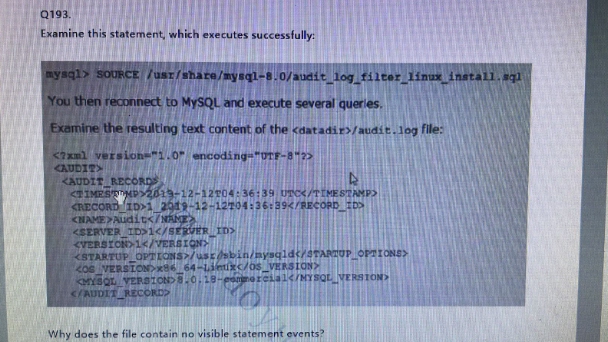 Q193.
Examine this statement, which executes successfully:
mysql> SOURCE /usr/share/mysql-8.0/audit_log_filter_linux_install.sql
You then reconnect to MySQL and execute several queries.
Examine the resulting text content of the <datadir>/audit.log file:
<?xml version="1.0" encoding="UTF-8"?>
<AUDIT>
<AUDIT_RECORD>
<TIMESTAMP>2019-12-12T04:36:39 UTC</TIMESTAMP>
<RECORD_ID>1_2019-12-12T04:36:39</RECORD_ID>
<NAME>Audit</NAME>
<SERVER_ID>1</SERVER_ID>
<VERSION>1</VERSION>
<STARTUP_OPTIONS>/usr/sbin/mysqld</STARTUP_OPTIONS>
<OS_VERSION>x86_64-Linux</OS_VERSION>
<MYSQL_VERSION>8.0.18-commercial</MYSQL_VERSION>
</AUDIT_RECORD>
Why does the file contain no visible statement events?